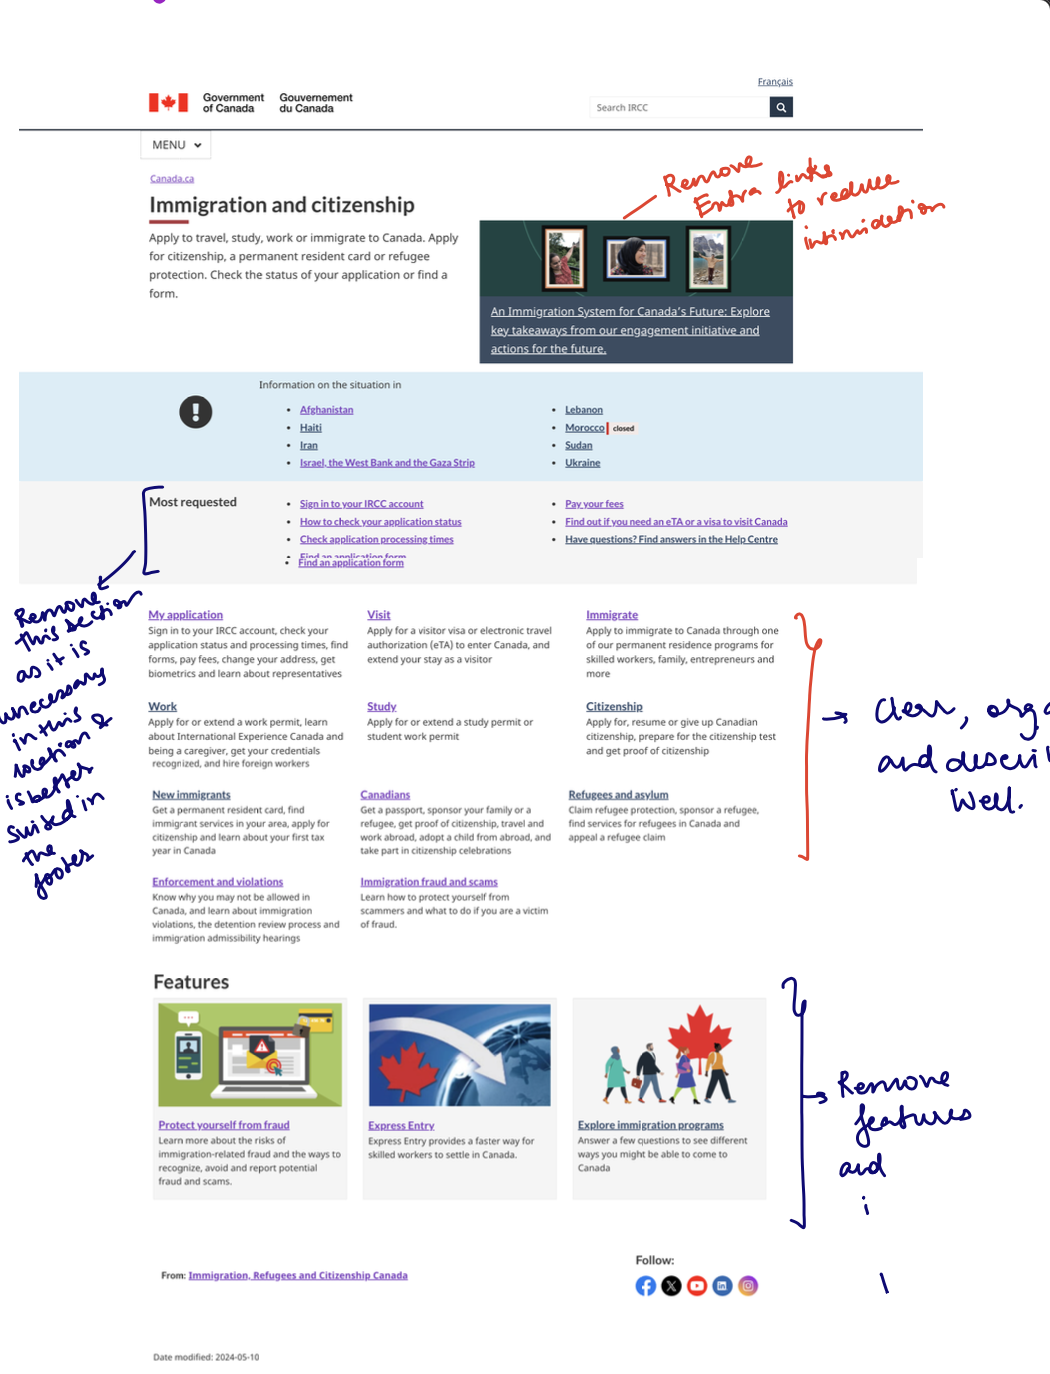 Français
Government of Canada
Gouvernement du Canada
Search IRCC
MENU
Canada.ca
Immigration and citizenship
Apply to travel, study, work or immigrate to Canada. Apply
for citizenship, a permanent resident card or refugee
protection. Check the status of your application or find a
form.
Remove
Extra links
to reduce
intimidation
An Immigration System for Canada's Future: Explore
key takeaways from our engagement initiative and
actions for the future.
Information on the situation in
Afghanistan
Haiti
Iran
Israel, the West Bank and the Gaza Strip
Lebanon
Morocco closed
Sudan
Ukraine
Most requested
Sign in to your IRCC account
How to check your application status
Check application processing times
Find an application form
Find an application form
Pay your fees
Find out if you need an eTA or a visa to visit Canada
Have questions? Find answers in the Help Centre
Remove
this section
as it is
unnecessary
in this
location &
is better
suited in
the
footer
My application
Sign in to your IRCC account, check your
application status and processing times, find
forms, pay fees, change your address, get
biometrics and learn about representatives
Visit
Apply for a visitor visa or electronic travel
authorization (eTA) to enter Canada, and
extend your stay as a visitor
Immigrate
Apply to immigrate to Canada through one
of our permanent residence programs for
skilled workers, family, entrepreneurs and
more
Work
Apply for or extend a work permit, learn
about International Experience Canada and
being a caregiver, get your credentials
recognized, and hire foreign workers
Study
Apply for or extend a study permit or
student work permit
Citizenship
Apply for, resume or give up Canadian
citizenship, prepare for the citizenship test
and get proof of citizenship
Clear, orga
and descri
Well.
New immigrants
Get a permanent resident card, find
immigrant services in your area, apply for
citizenship and learn about your first tax
year in Canada
Canadians
Get a passport, sponsor your family or a
refugee, get proof of citizenship, travel and
work abroad, adopt a child from abroad, and
take part in citizenship celebrations
Refugees and asylum
Claim refugee protection, sponsor a refugee,
find services for refugees in Canada and
appeal a refugee claim
Enforcement and violations
Know why you may not be allowed in
Canada, and learn about immigration
violations, the detention review process and
immigration admissibility hearings
Immigration fraud and scams
Learn how to protect yourself from
scammers and what to do if you are a victim
of fraud.
Features
Protect yourself from fraud
Learn more about the risks of
immigration-related fraud and the ways to
recognize, avoid and report potential
fraud and scams.
Express Entry
Express Entry provides a faster way for
skilled workers to settle in Canada.
Explore immigration programs
Answer a few questions to see different
ways you might be able to come to
Canada
Remove
features
and
i
From: Immigration, Refugees and Citizenship Canada
Follow:
Date modified: 2024-05-10